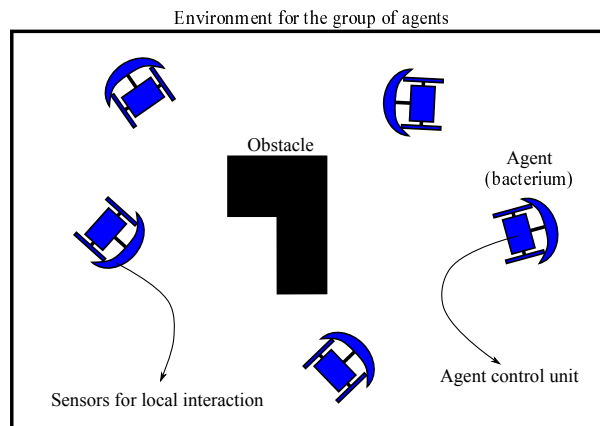 Environment for the group of agents
Obstacle
Agent
(bacterium)
Agent control unit
Sensors for local interaction